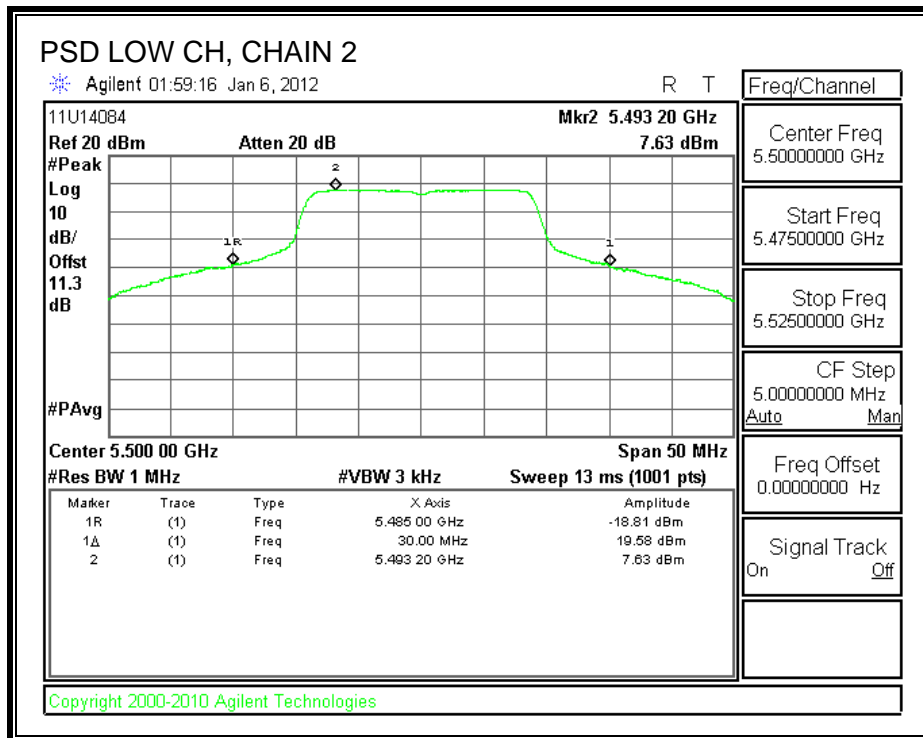 PSD LOW CH, CHAIN 2
Agilent 01:59:16 Jan 6, 2012 R T
11U14084 Mkr2 5.493 20 GHz
Ref 20 dBm Atten 20 dB 7.63 dBm
#Peak
Log
10
dB/
Offst
11.3
dB
#PAvg
2
1R
1
Center 5.500 00 GHz Span 50 MHz
#Res BW 1 MHz #VBW 3 kHz Sweep 13 ms (1001 pts)
Marker Trace Type X Axis Amplitude
1R (1) Freq 5.485 00 GHz -18.81 dBm
1Δ (1) Freq 30.00 MHz 19.58 dBm
2 (1) Freq 5.493 20 GHz 7.63 dBm
Freq/Channel
Center Freq
5.50000000 GHz
Start Freq
5.47500000 GHz
Stop Freq
5.52500000 GHz
CF Step
5.00000000 MHz
Auto Man
Freq Offset
0.00000000 Hz
Signal Track
On Off
Copyright 2000-2010 Agilent Technologies